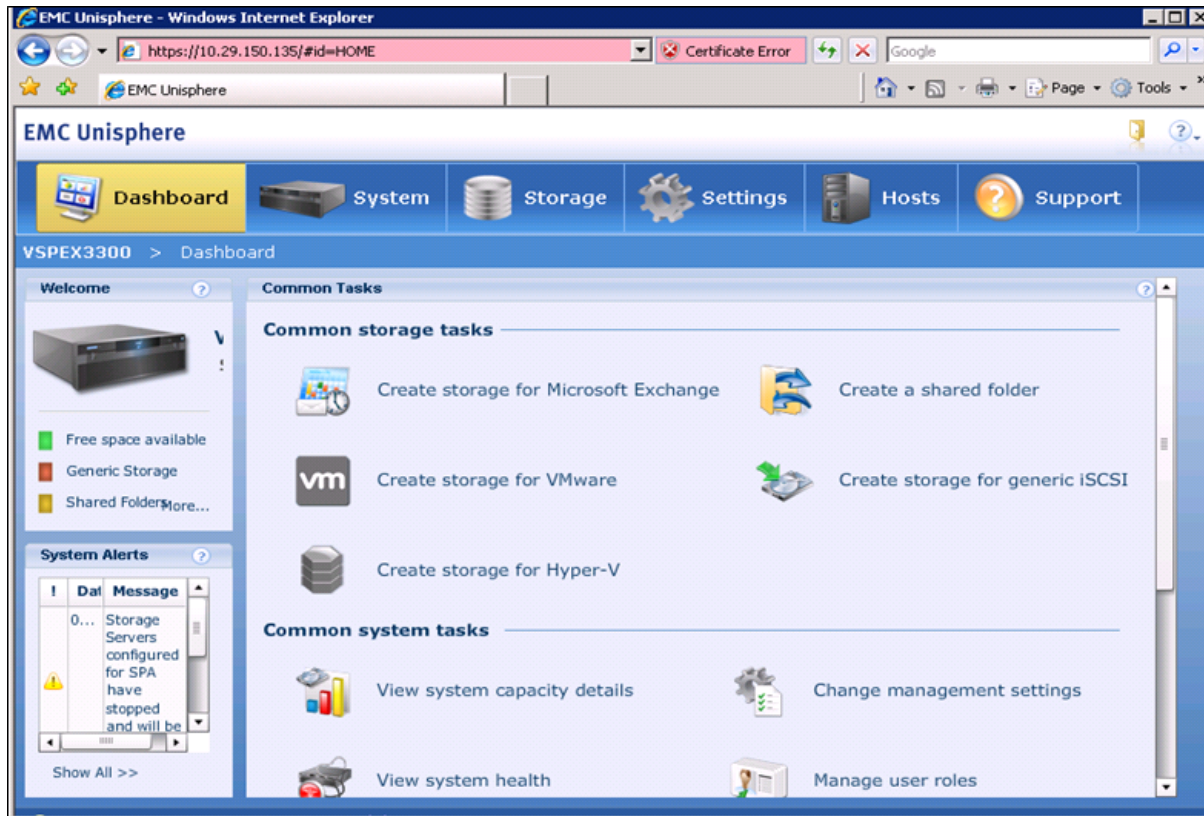 EMC Unisphere - Windows Internet Explorer
https://10.29.150.135/#id=HOME
Certificate Error
Google
EMC Unisphere
Page
Tools
EMC Unisphere
Dashboard
System
Storage
Settings
Hosts
Support
VSPEX3300 > Dashboard
Welcome
Free space available
Generic Storage
Shared Folders
More...
System Alerts
! Dat Message
0... Storage
Servers
configured
for SPA
have
stopped
and will be
Show All >>
Common Tasks
Common storage tasks
Create storage for Microsoft Exchange
Create a shared folder
vm
Create storage for VMware
Create storage for generic iSCSI
Create storage for Hyper-V
Common system tasks
View system capacity details
Change management settings
View system health
Manage user roles